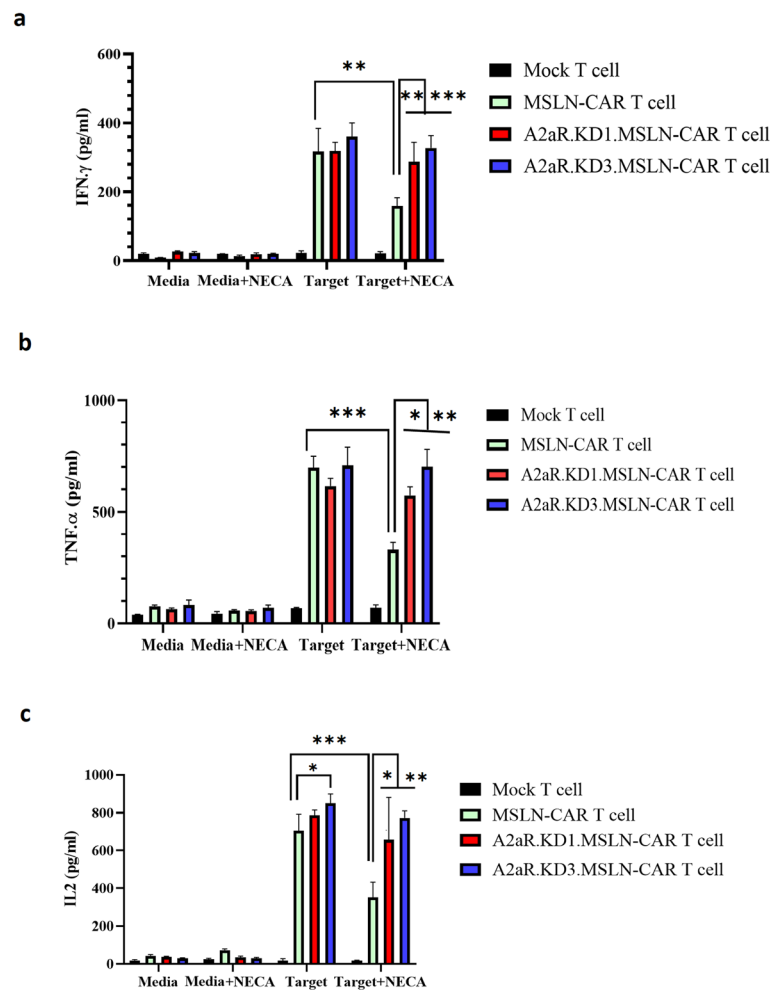 a
IFN.γ (pg/ml)
600
400
200
0
** ** ***
Media Media+NECA Target Target+NECA
Mock T cell
MSLN-CAR T cell
A2aR.KD1.MSLN-CAR T cell
A2aR.KD3.MSLN-CAR T cell
b
TNF.α (pg/ml)
1000
500
0
*** * **
Media Media+NECA Target Target+NECA
Mock T cell
MSLN-CAR T cell
A2aR.KD1.MSLN-CAR T cell
A2aR.KD3.MSLN-CAR T cell
c
IL2 (pg/ml)
1000
800
600
400
200
0
***
* * **
Media Media+NECA Target Target+NECA
Mock T cell
MSLN-CAR T cell
A2aR.KD1.MSLN-CAR T cell
A2aR.KD3.MSLN-CAR T cell